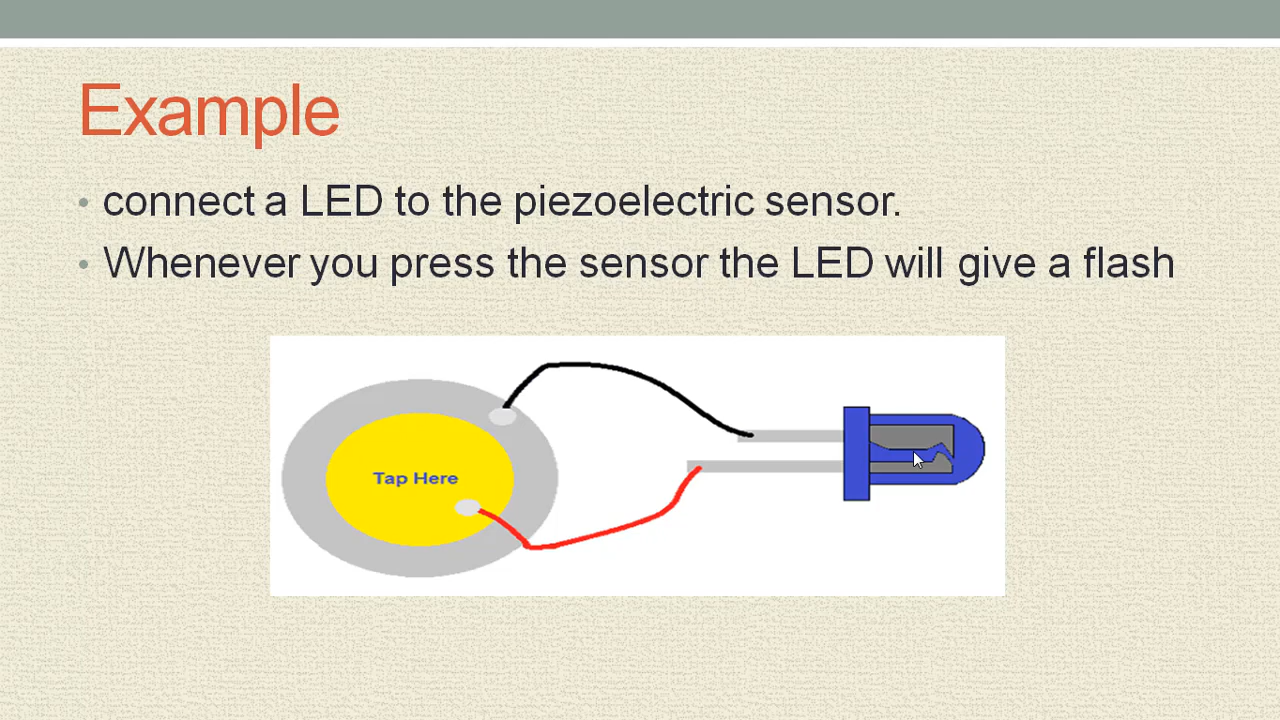 Example
• connect a LED to the piezoelectric sensor.
• Whenever you press the sensor the LED will give a flash
Tap Here